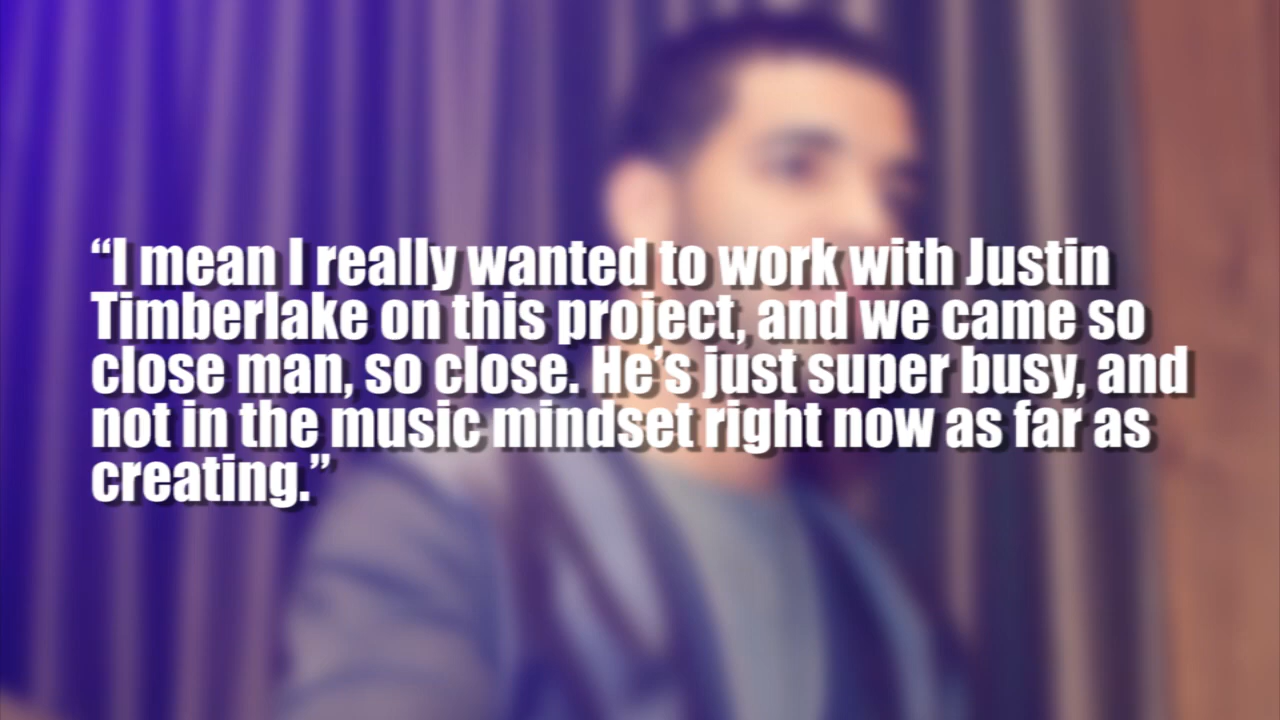 “I mean I really wanted to work with Justin
Timberlake on this project, and we came so
close man, so close. He’s just super busy, and
not in the music mindset right now as far as
creating.”